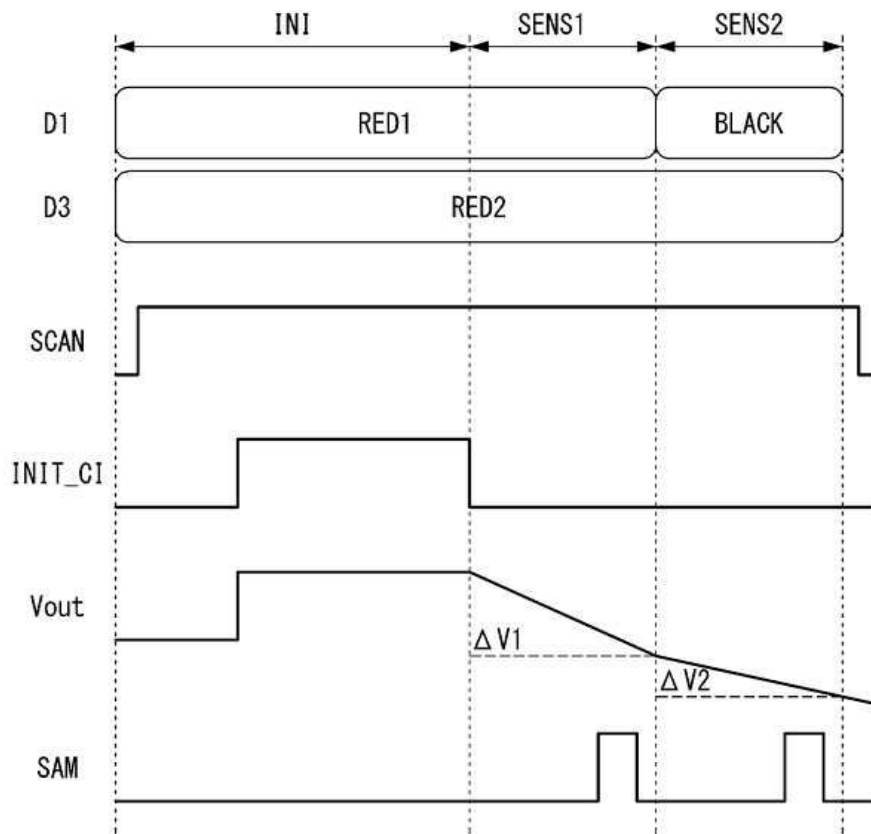 INI SENS1 SENS2
D1 RED1 BLACK
D3 RED2
SCAN
INIT_CI
Vout
ΔV1
ΔV2
SAM